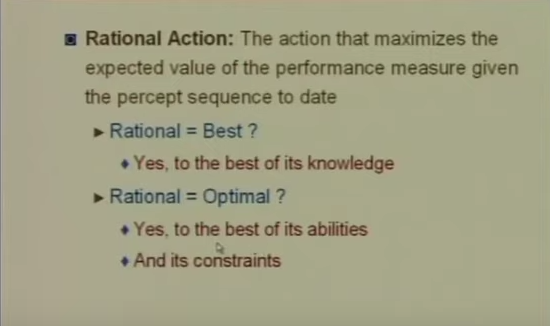 Rational Action: The action that maximizes the
expected value of the performance measure given
the percept sequence to date
Rational = Best ?
Yes, to the best of its knowledge
Rational = Optimal ?
Yes, to the best of its abilities
And its constraints